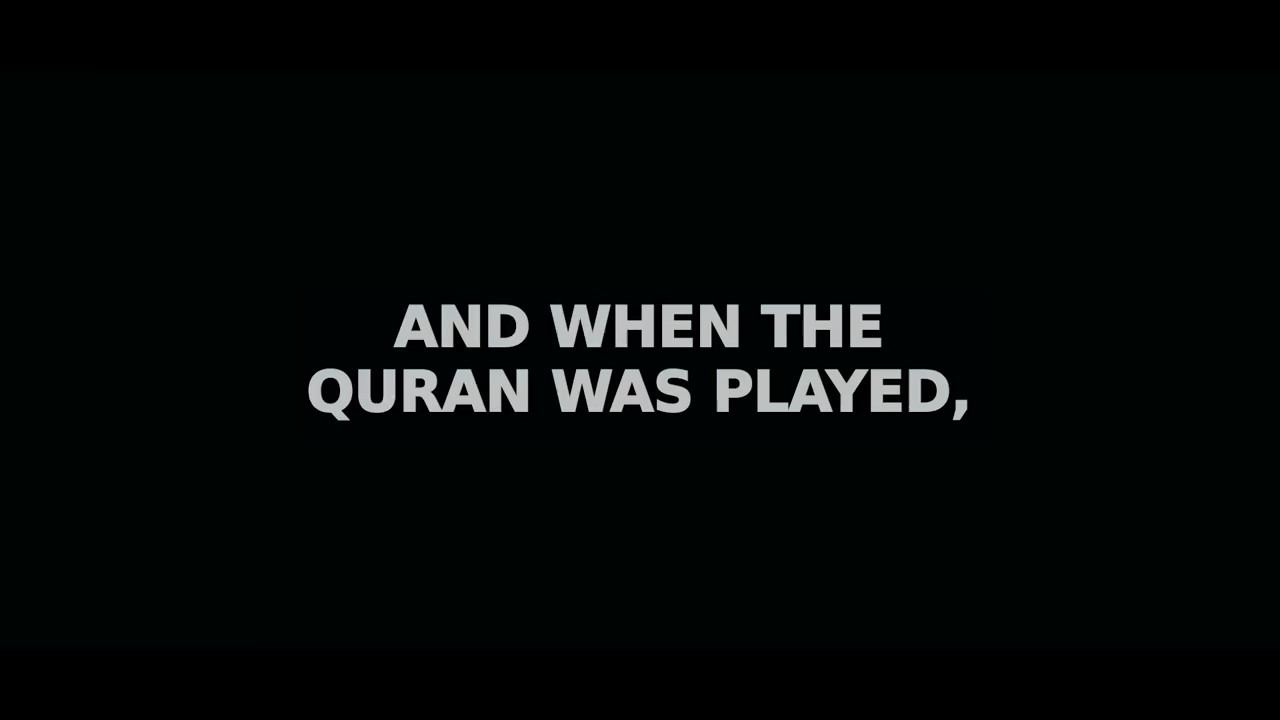 AND WHEN THE
QURAN WAS PLAYED,